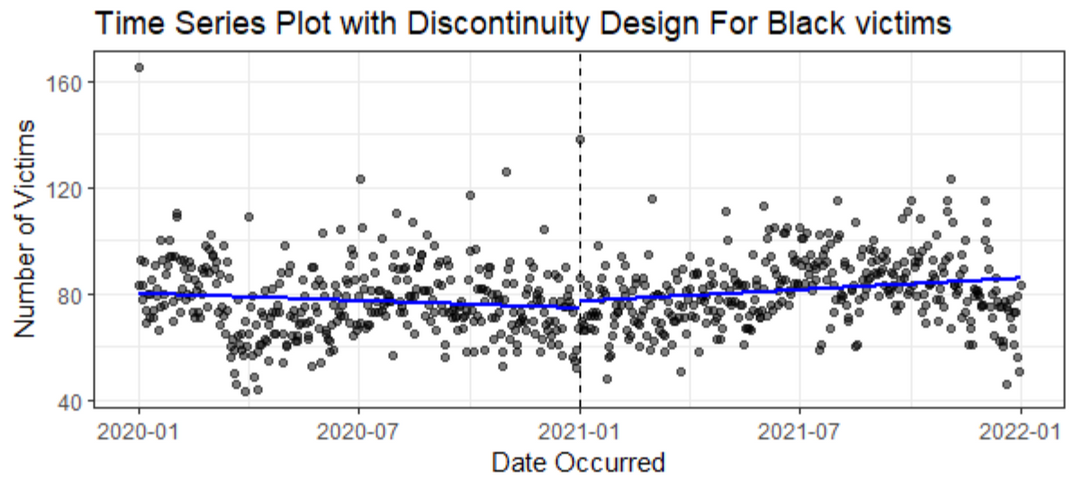 Time Series Plot with Discontinuity Design For Black victims
Number of Victims
160
120
80
40
2020-01 2020-07 2021-01 2021-07 2022-01
Date Occurred